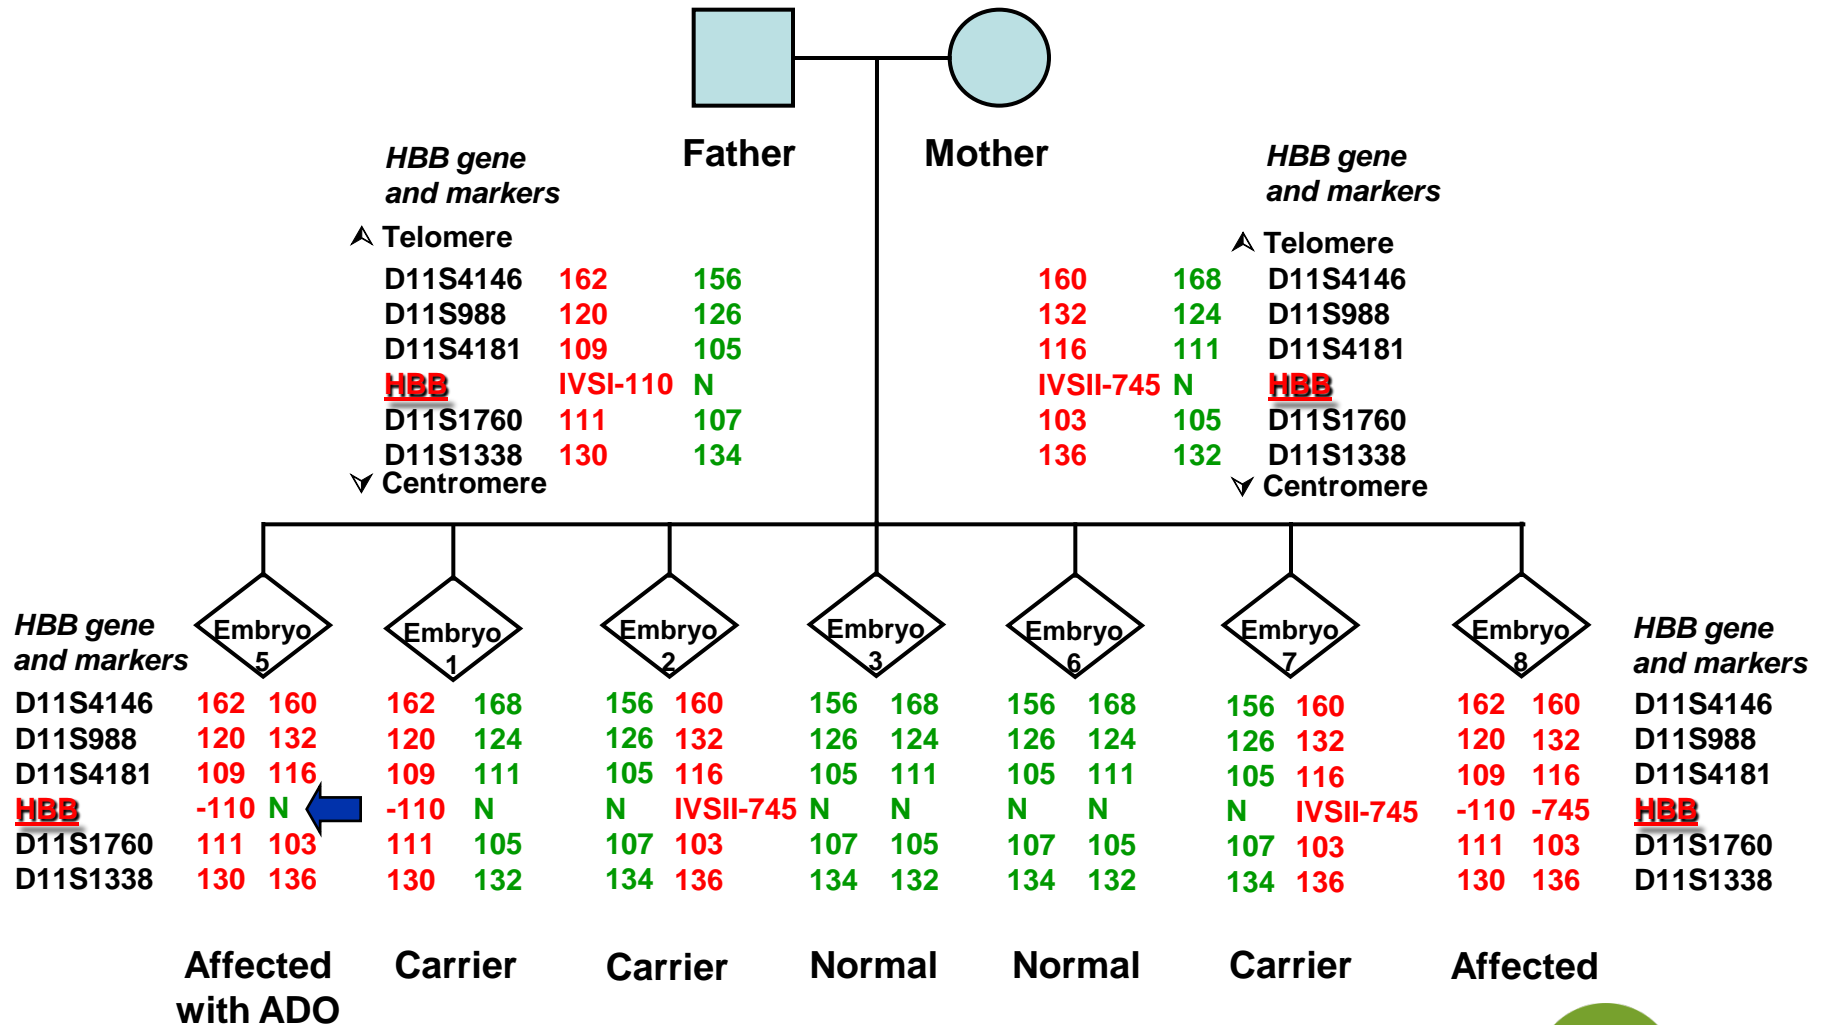 Father Mother
HBB gene
and markers
Telomere
D11S4146 162 156
D11S988 120 126
D11S4181 109 105
HBB IVSI-110 N
D11S1760 111 107
D11S1338 130 134
Centromere
HBB gene
and markers
Telomere
160 168 D11S4146
132 124 D11S988
116 111 D11S4181
IVSII-745 N HBB
103 105 D11S1760
136 132 D11S1338
Centromere
HBB gene
and markers
Embryo 5
Embryo 1
Embryo 2
Embryo 3
Embryo 6
Embryo 7
Embryo 8
HBB gene
and markers
D11S4146 162 160 162 168 156 160 156 168 156 168 156 160 162 160 D11S4146
D11S988 120 132 120 124 126 132 126 124 126 124 126 132 120 132 D11S988
D11S4181 109 116 109 111 105 116 105 111 105 111 105 116 109 116 D11S4181
HBB -110 N -110 N N IVSII-745 N N N N N IVSII-745 -110 -745 HBB
D11S1760 111 103 111 105 107 103 107 105 107 105 107 103 111 103 D11S1760
D11S1338 130 136 130 132 134 136 134 132 134 132 134 136 130 136 D11S1338
Affected
with ADO
Carrier
Carrier
Normal
Normal
Carrier
Affected